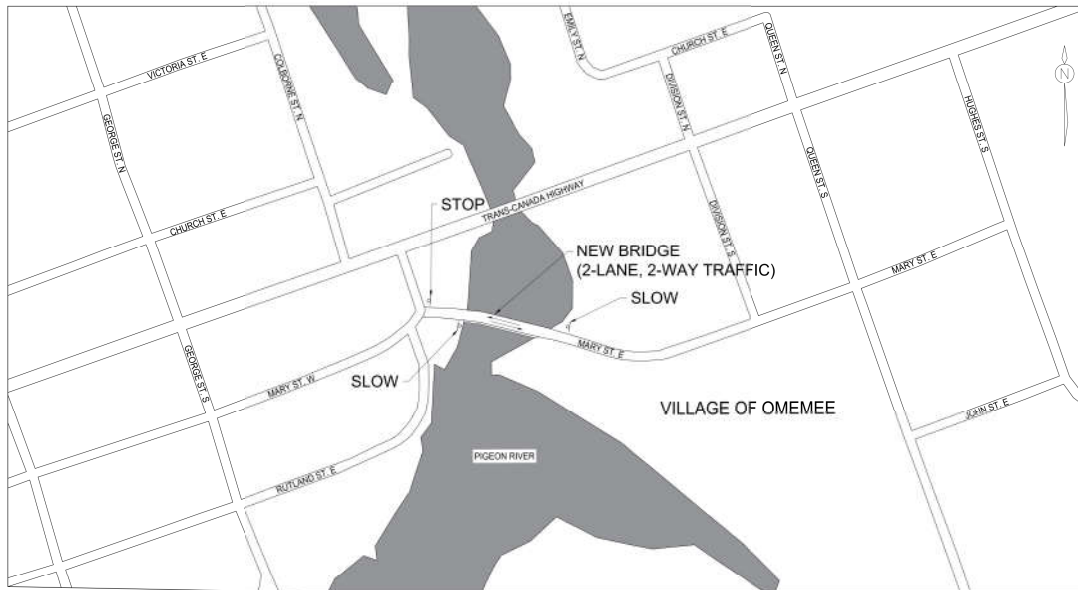 EMILY ST. N
CHURCH ST. E
QUEEN ST. N
VICTORIA ST. E
COLBORNE ST. N
N
DIVISION ST. N
HUGHES ST. S
GEORGE ST. N
QUEEN ST. S
STOP
TRANS-CANADA HIGHWAY
CHURCH ST. E
DIVISION ST. S
NEW BRIDGE
(2-LANE, 2-WAY TRAFFIC)
MARY ST. E
SLOW
MARY ST. E
GEORGE ST. S
MARY ST. W
SLOW
VILLAGE OF OMEMEE
JOHN ST. E
PIGEON RIVER
RUTLAND ST. E